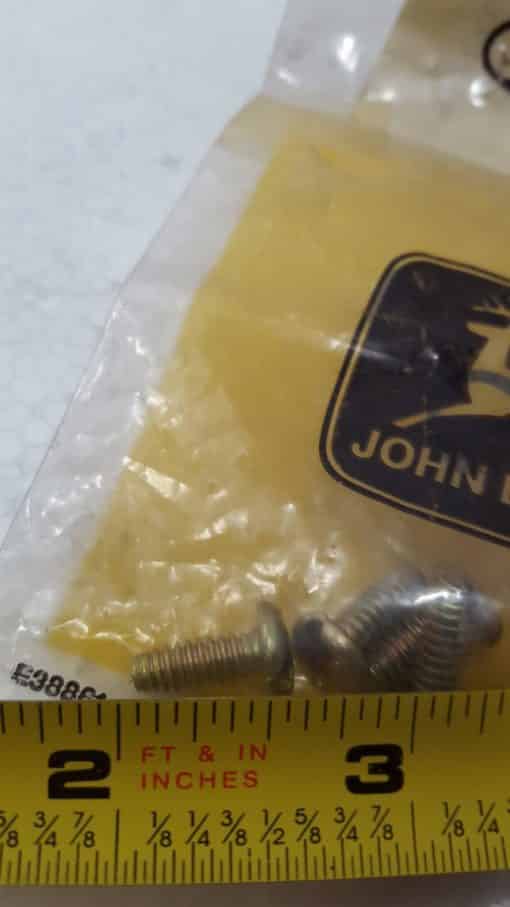 JOHN
E3886
FT & IN
2 INCHES 3
5/8 3/4 7/8 1/8 1/4 3/8 1/2 5/8 3/4 7/8 1/8 1/4